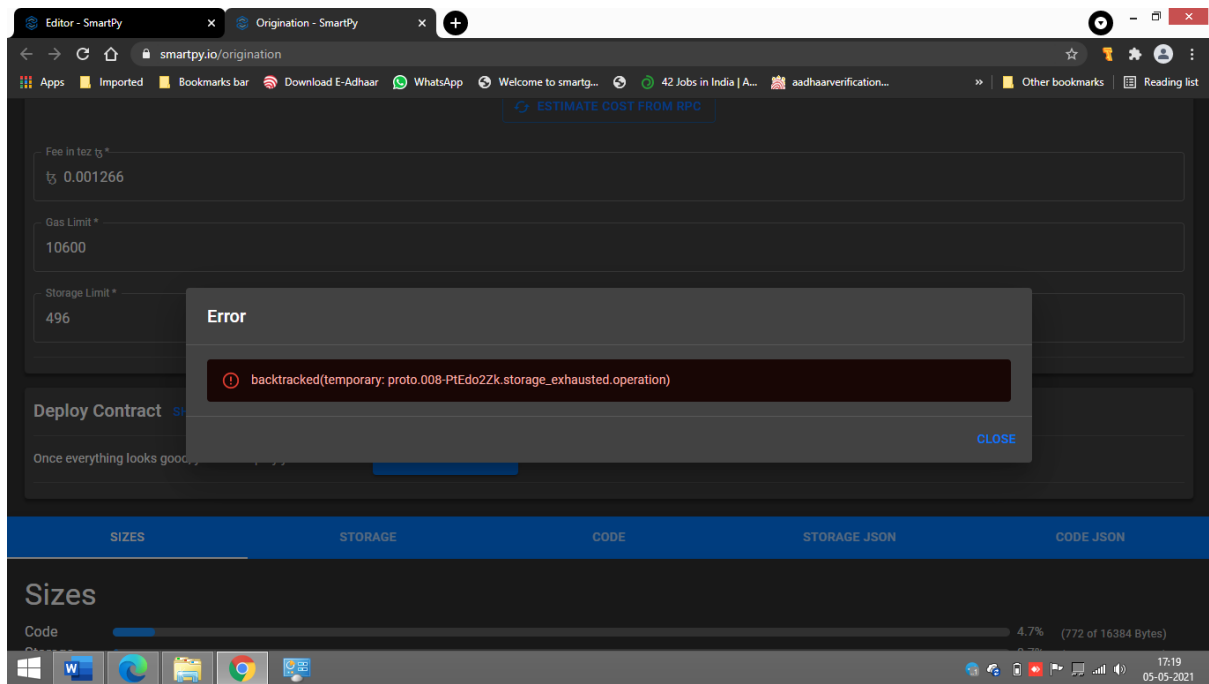 Editor - SmartPy
Origination - SmartPy
smartpy.io/origination
Apps Imported Bookmarks bar Download E-Adhaar WhatsApp Welcome to smartg... 42 Jobs in India | A... aadhaarverification... » Other bookmarks Reading list
ESTIMATE COST FROM RPC
Fee in tez ꜩ *
ꜩ 0.001266
Gas Limit *
10600
Storage Limit *
496
Error
backtracked(temporary: proto.008-PtEdo2Zk.storage_exhausted.operation)
CLOSE
Deploy Contract
Once everything looks good,
SIZES STORAGE CODE STORAGE JSON CODE JSON
Sizes
Code 4.7% (772 of 16384 Bytes)
17:19
05-05-2021